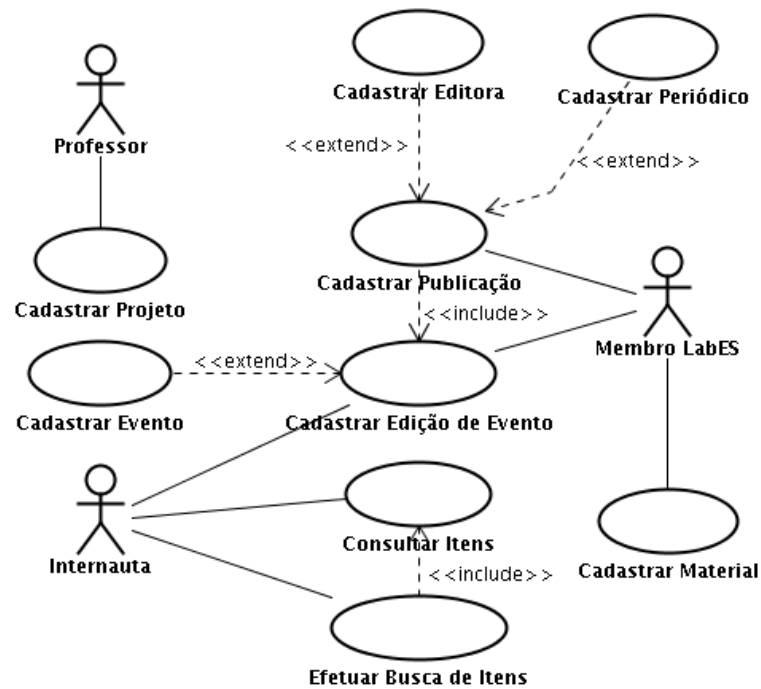 Cadastrar Editora
Cadastrar Periódico
Professor
<<extend>>
<<extend>>
Cadastrar Publicação
Cadastrar Projeto
<<include>>
Membro LabES
<<extend>>
Cadastrar Evento
Cadastrar Edição de Evento
Consultar Itens
Internauta
<<include>>
Cadastrar Material
Efetuar Busca de Itens